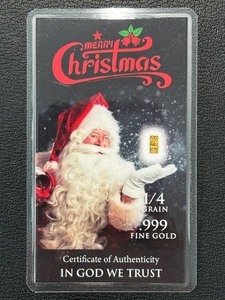 MERRY
Christmas
1/4
GRAIN
.999
FINE GOLD
Certificate of Authenticity
IN GOD WE TRUST